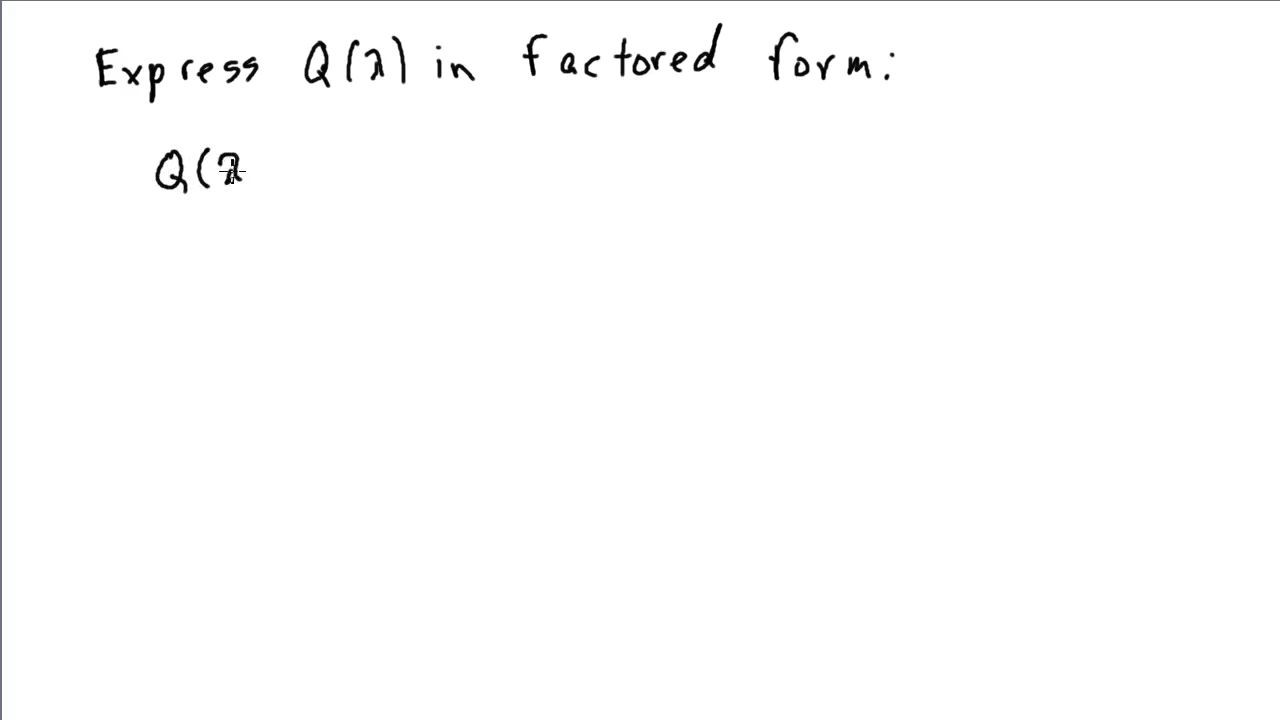 Express Q(λ) in factored form:
Q(λ